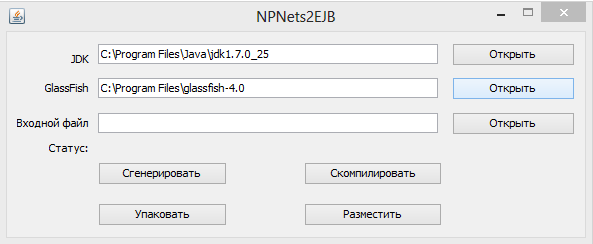 NPNets2EJB
JDK C:\Program Files\Java\jdk1.7.0_25 Открыть
GlassFish C:\Program Files\glassfish-4.0 Открыть
Входной файл Открыть
Статус:
Сгенерировать Скомпилировать
Упаковать Разместить